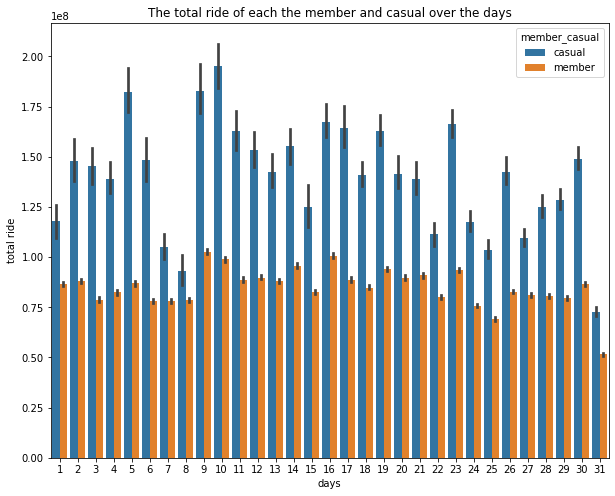 The total ride of each the member and casual over the days
1e8
member_casual
casual
member
2.00
1.75
1.50
1.25
1.00
0.75
0.50
0.25
0.00
total ride
1 2 3 4 5 6 7 8 9 10 11 12 13 14 15 16 17 18 19 20 21 22 23 24 25 26 27 28 29 30 31
days